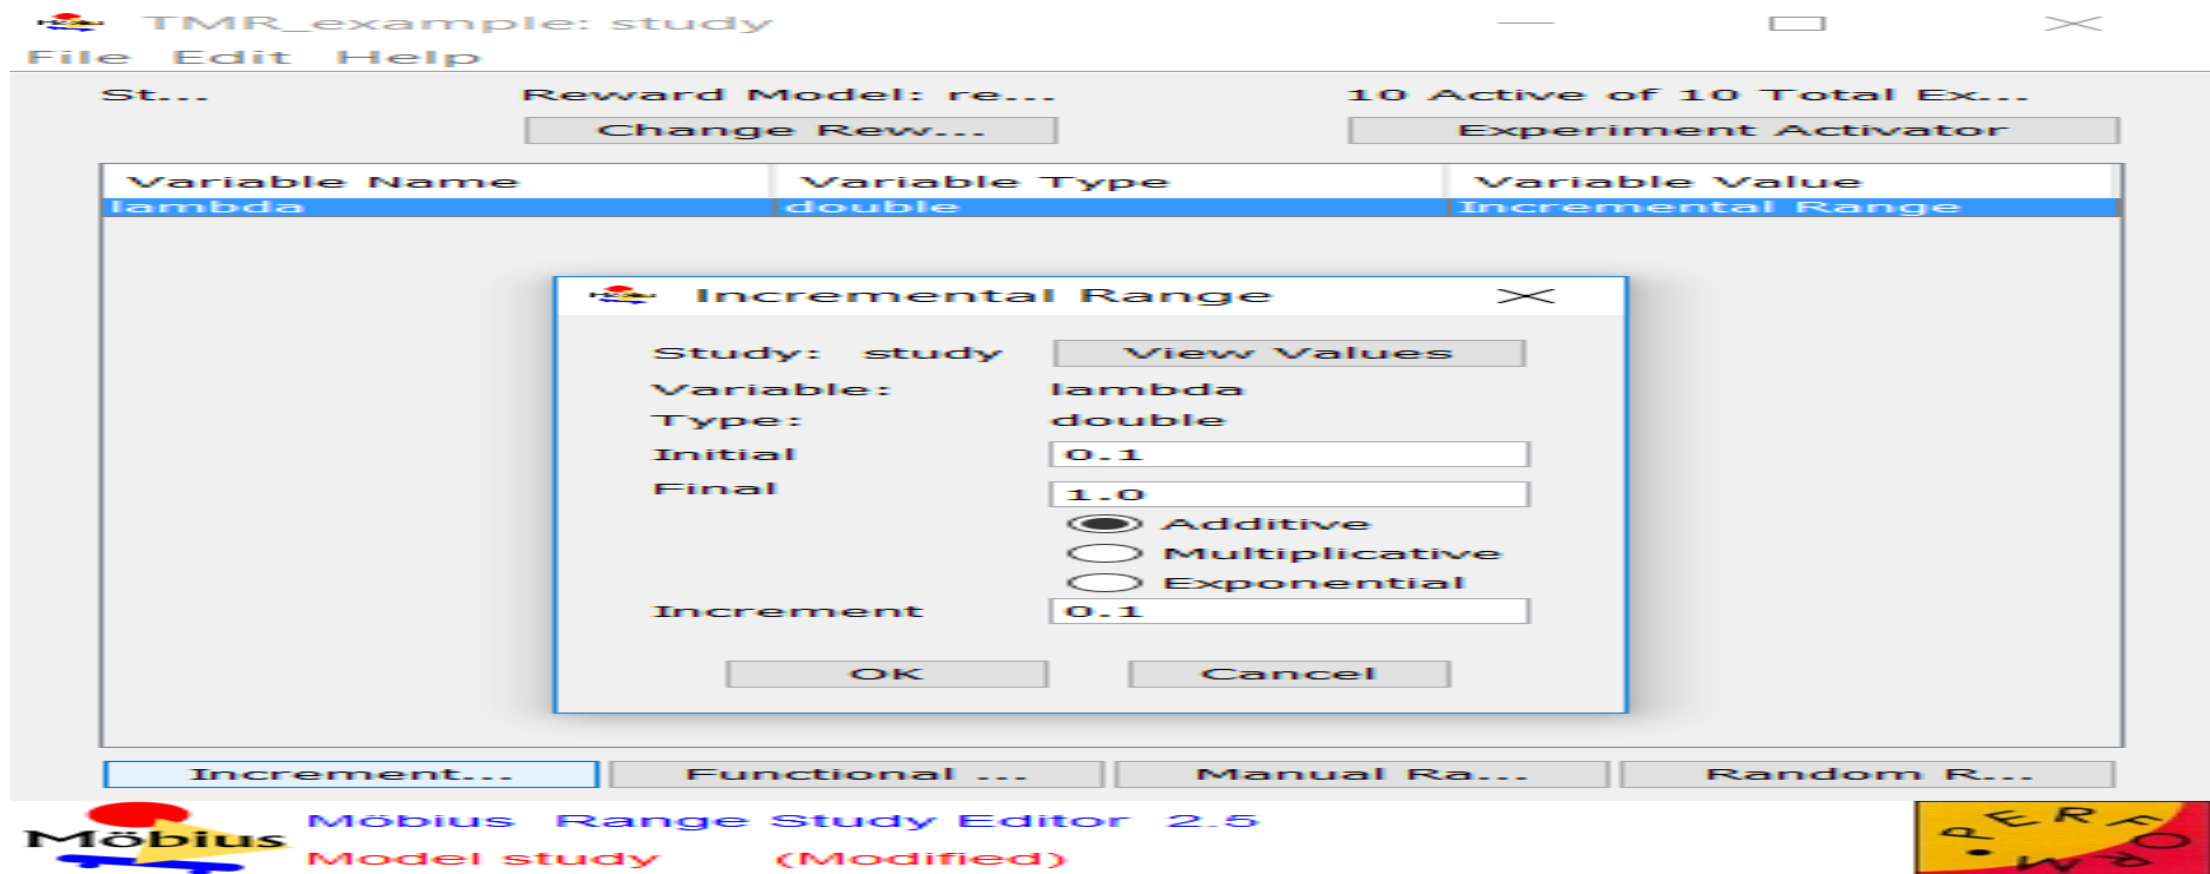 TMR_example: study
File Edit Help
St... Reward Model: re... 10 Active of 10 Total Ex...
Change Rew... Experiment Activator
Variable Name Variable Type Variable Value
lambda double Incremental Range
Möbius Incremental Range
Study: study View Values
Variable: lambda
Type: double
Initial 0.1
Final 1.0
Additive
Multiplicative
Exponential
Increment 0.1
OK Cancel
Increment... Functional ... Manual Ra... Random R...
Möbius Möbius Range Study Editor 2.5
Model study (Modified)
PERFORM